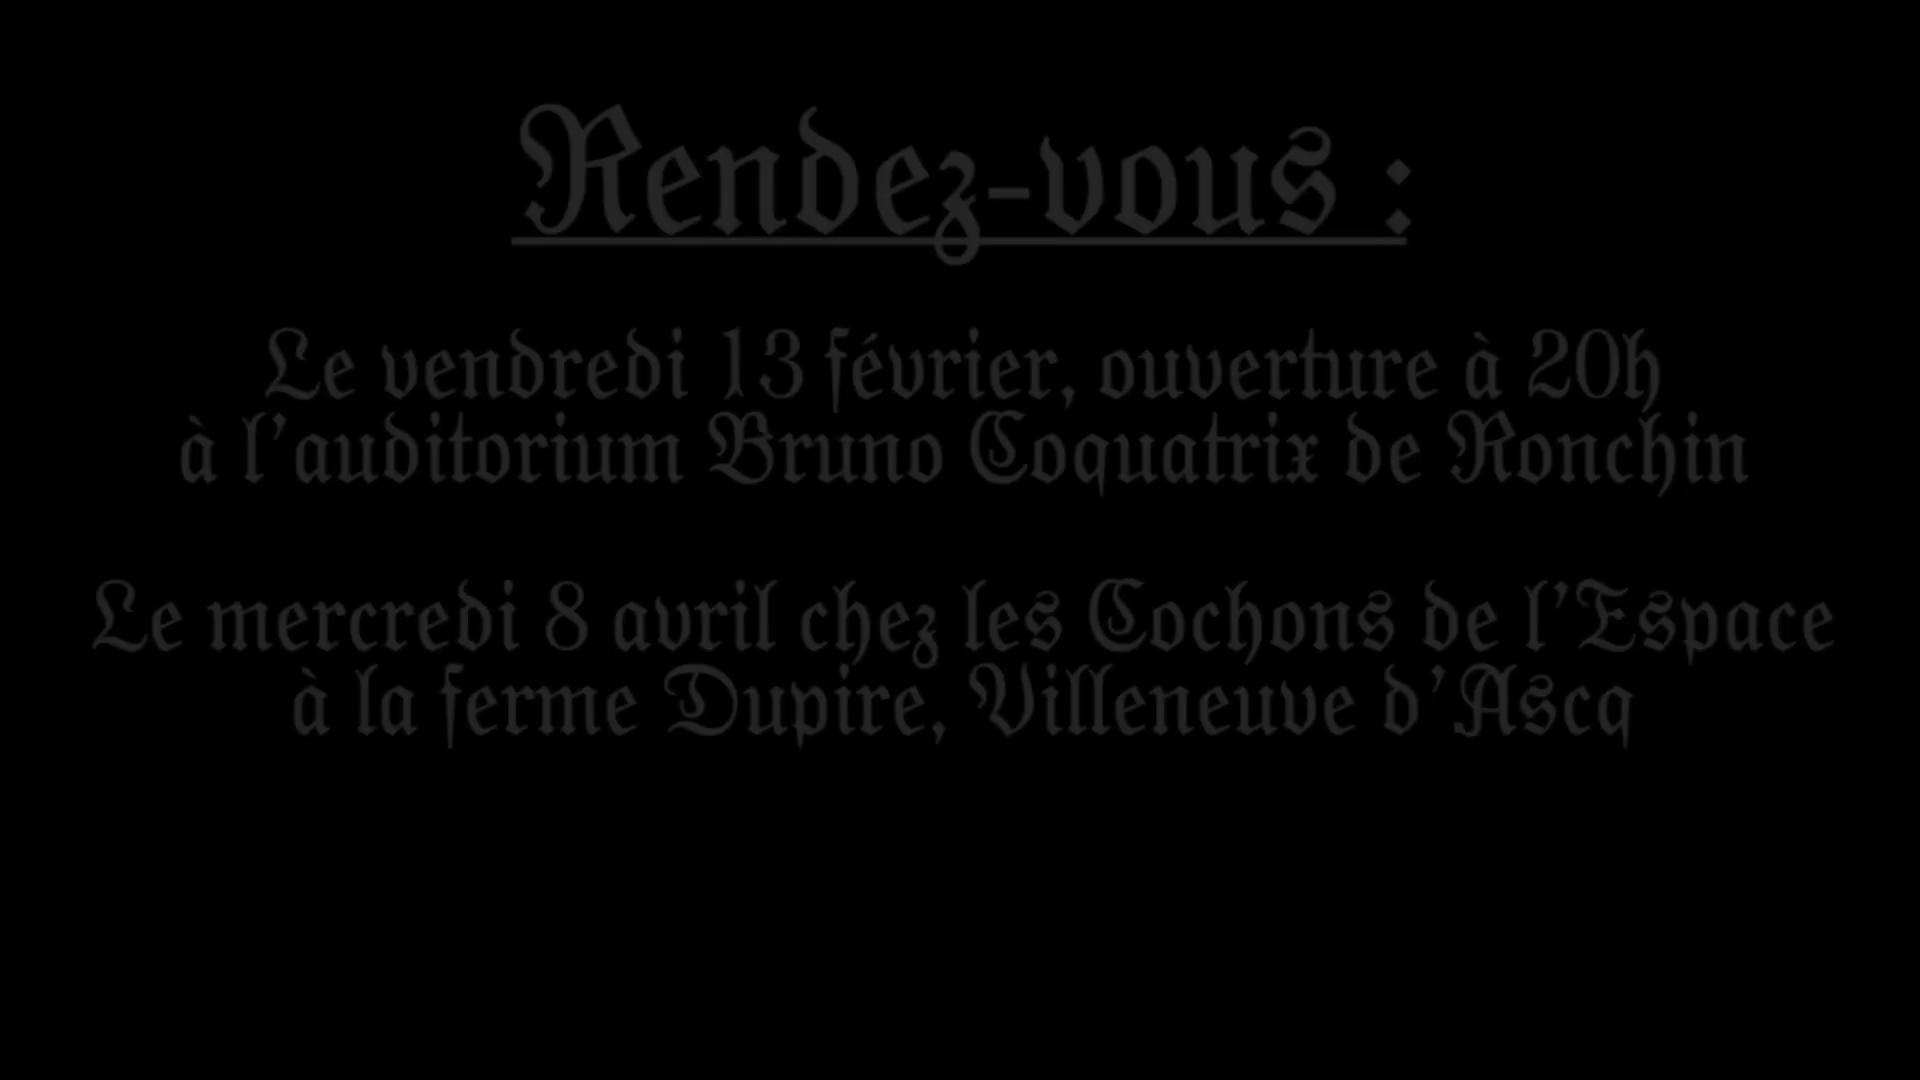 Rendez-vous :
Le vendredi 13 février, ouverture à 20h
à l'auditorium Bruno Coquatrix de Ronchin
Le mercredi 8 avril chez les Cochons de l'Espace
à la ferme Dupire, Villeneuve d'Ascq